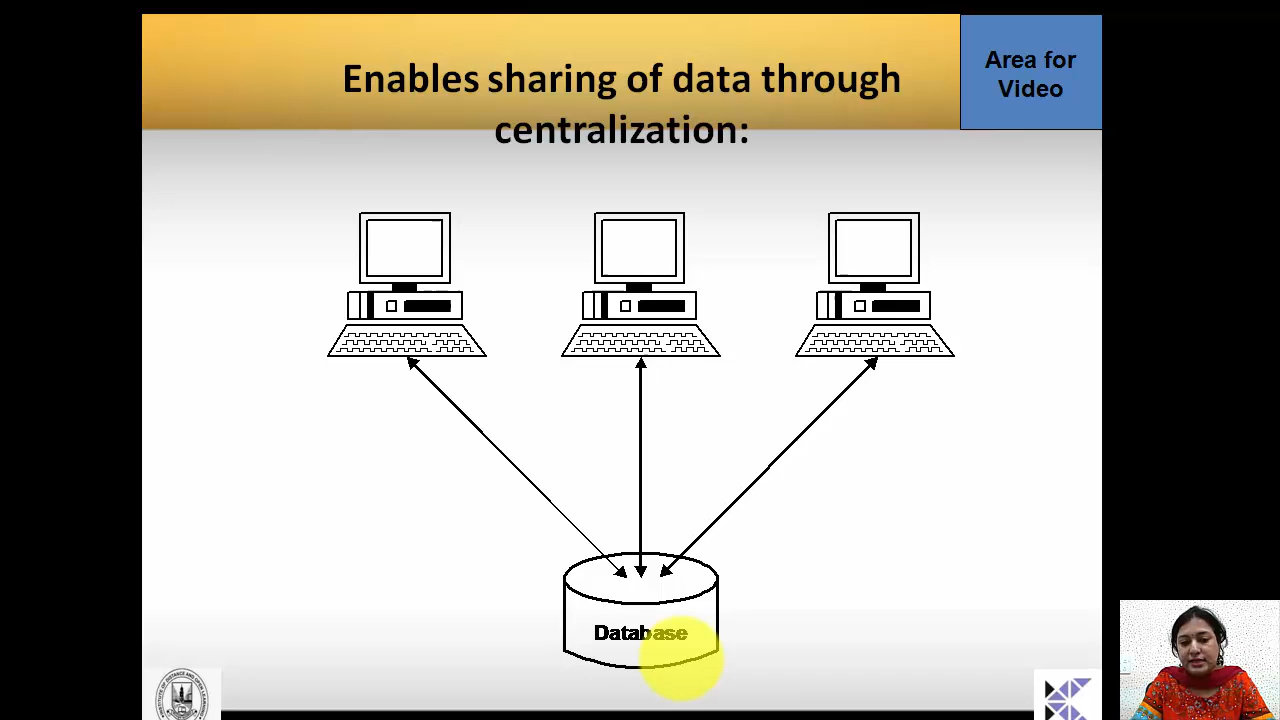 Enables sharing of data through
centralization:
Area for
Video
Database